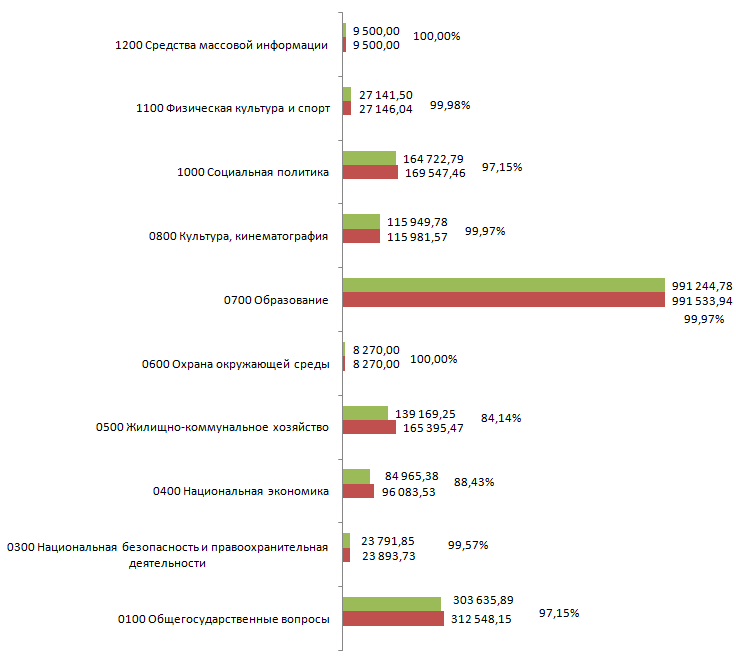 9 500,00
100,00%
1200 Средства массовой информации
9 500,00
27 141,50
99,98%
1100 Физическая культура и спорт
27 146,04
164 722,79
97,15%
1000 Социальная политика
169 547,46
115 949,78
99,97%
0800 Культура, кинематография
115 981,57
991 244,78
0700 Образование
991 533,94
99,97%
8 270,00
100,00%
0600 Охрана окружающей среды
8 270,00
139 169,25
84,14%
0500 Жилищно-коммунальное хозяйство
165 395,47
84 965,38
88,43%
0400 Национальная экономика
96 083,53
23 791,85
99,57%
0300 Национальная безопасность и правоохранительная
деятельности
23 893,73
303 635,89
97,15%
0100 Общегосударственные вопросы
312 548,15